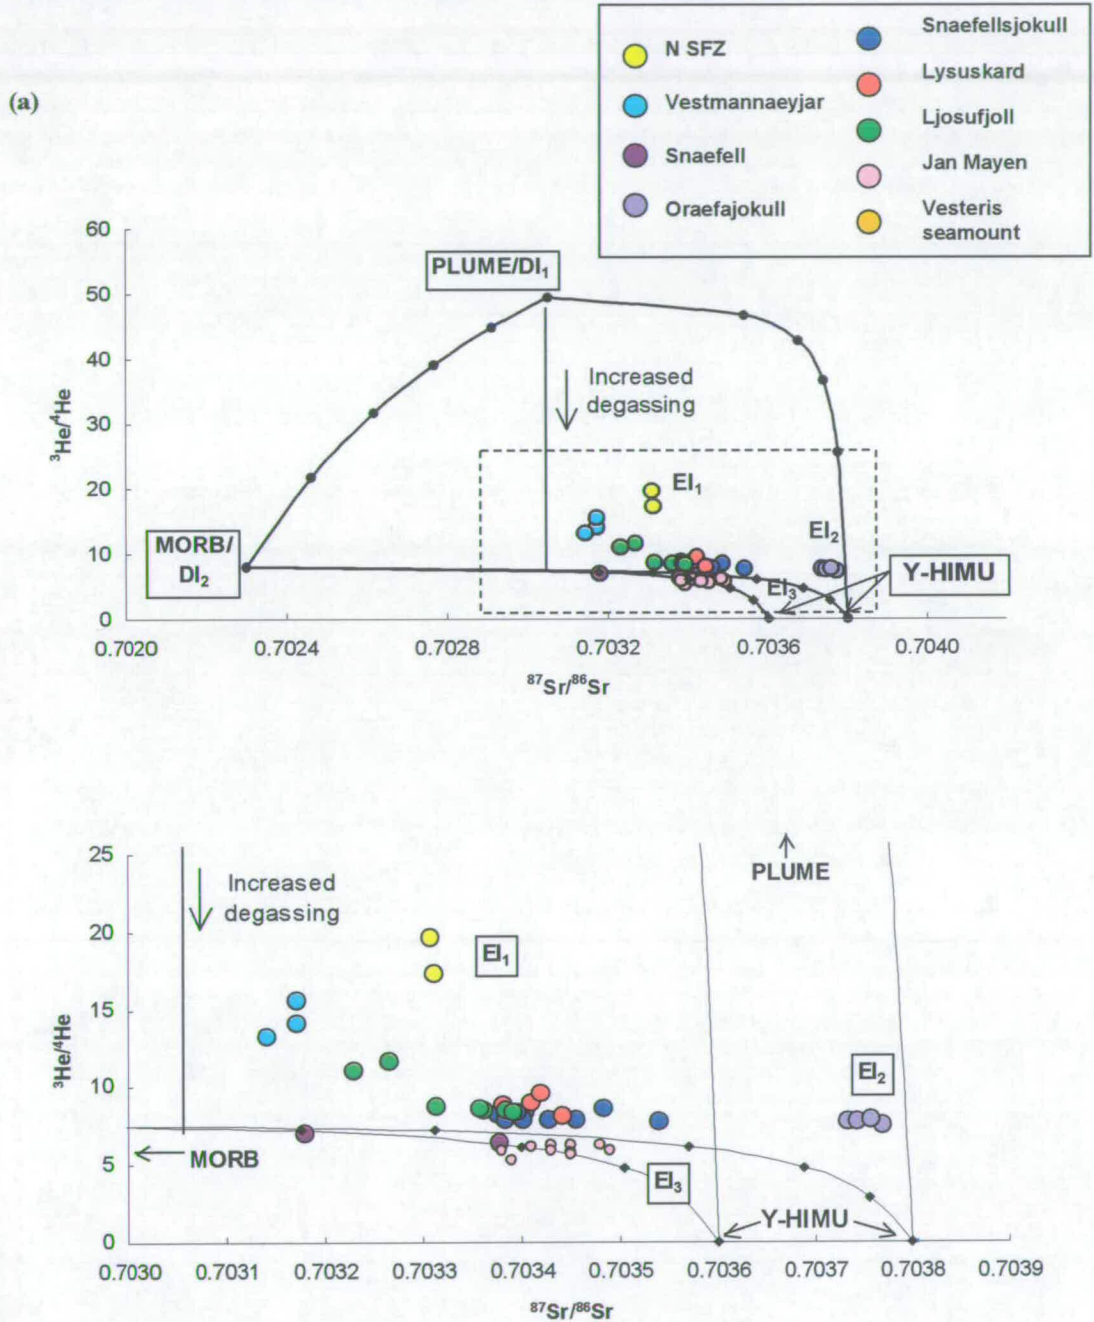 (a)
N SFZ
Vestmannaeyjar
Snaefell
Oraefajokull
Snaefellsjokull
Lysuskard
Ljosufjoll
Jan Mayen
Vesteris
seamount
60
50
40
30
20
10
0
³He/⁴He
PLUME/DI₁
Increased
degassing
EI₁
EI₂
EI₃
MORB/
DI₂
Y-HIMU
0.7020 0.7024 0.7028 0.7032 0.7036 0.7040
⁸⁷Sr/⁸⁶Sr
25
20
15
10
5
0
³He/⁴He
Increased
degassing
PLUME
EI₁
EI₂
MORB
EI₃
Y-HIMU
0.7030 0.7031 0.7032 0.7033 0.7034 0.7035 0.7036 0.7037 0.7038 0.7039
⁸⁷Sr/⁸⁶Sr